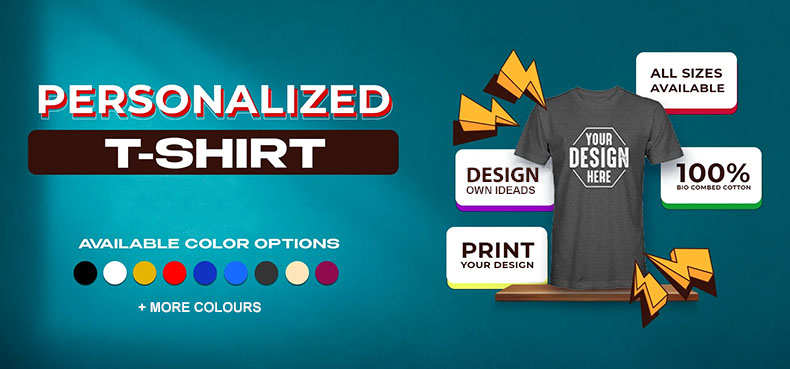 PERSONALIZED
T-SHIRT
AVAILABLE COLOR OPTIONS
+ MORE COLOURS
ALL SIZES
AVAILABLE
DESIGN
OWN IDEADS
YOUR
DESIGN
HERE
100%
BIO COMBED COTTON
PRINT
YOUR DESIGN